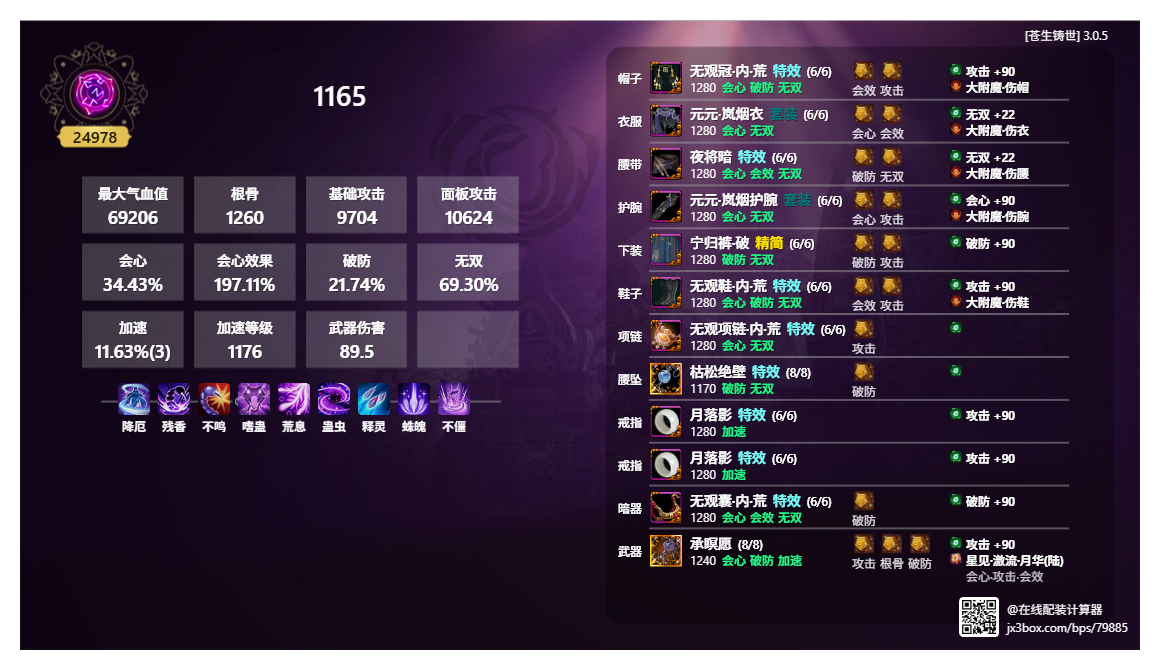 [苍生铸世] 3.0.5
24978
1165
最大气血值
69206
根骨
1260
基础攻击
9704
面板攻击
10624
会心
34.43%
会心效果
197.11%
破防
21.74%
无双
69.30%
加速
11.63%(3)
加速等级
1176
武器伤害
89.5
降厄 残香 不鸣 嗜蛊 荒息 蛊虫 释灵 蛛魄 不僵
帽子
无观冠·内·荒 特效 (6/6)
1280 会心 破防 无双
会效 攻击
攻击 +90
大附魔·伤帽
衣服
元元·岚烟衣 套装 (6/6)
1280 会心 无双
会心 会效
无双 +22
大附魔·伤衣
腰带
夜将暗 特效 (6/6)
1280 会心 会效 无双
破防 无双
无双 +22
大附魔·伤腰
护腕
元元·岚烟护腕 套装 (6/6)
1280 会心 无双
会心 攻击
会心 +90
大附魔·伤腕
下装
宁归裤·破 精简 (6/6)
1280 破防 无双
破防 攻击
破防 +90
鞋子
无观鞋·内·荒 特效 (6/6)
1280 会心 破防 无双
会效 攻击
攻击 +90
大附魔·伤鞋
项链
无观项链·内·荒 特效 (6/6)
1280 会心 无双
攻击
腰坠
枯松绝壁 特效 (8/8)
1170 破防 无双
破防
戒指
月落影 特效 (6/6)
1280 加速
攻击 +90
戒指
月落影 特效 (6/6)
1280 加速
攻击 +90
暗器
无观囊·内·荒 特效 (6/6)
1280 会心 会效 无双
破防
破防 +90
武器
承暝愿 (8/8)
1240 会心 破防 加速
攻击 根骨 破防
攻击 +90
星见·激流·月华(陆)
会心·攻击·会效
@在线配装计算器
jx3box.com/bps/79885